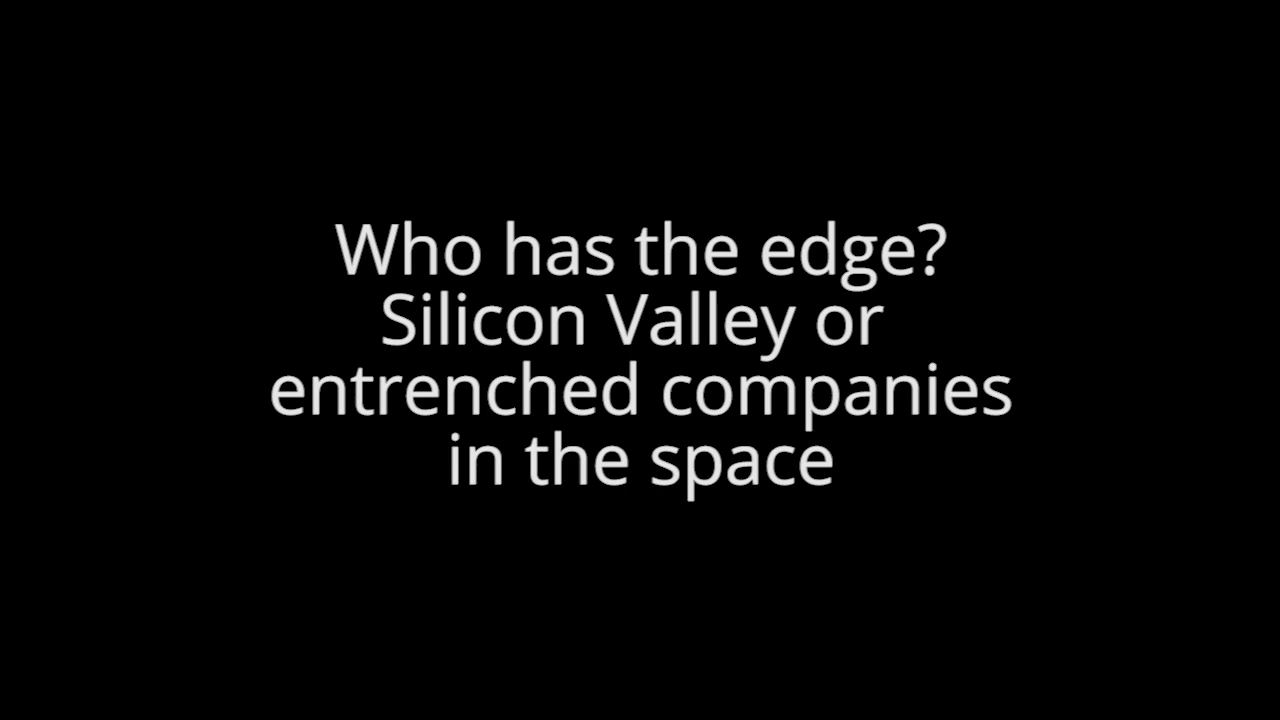 Who has the edge?
Silicon Valley or
entrenched companies
in the space